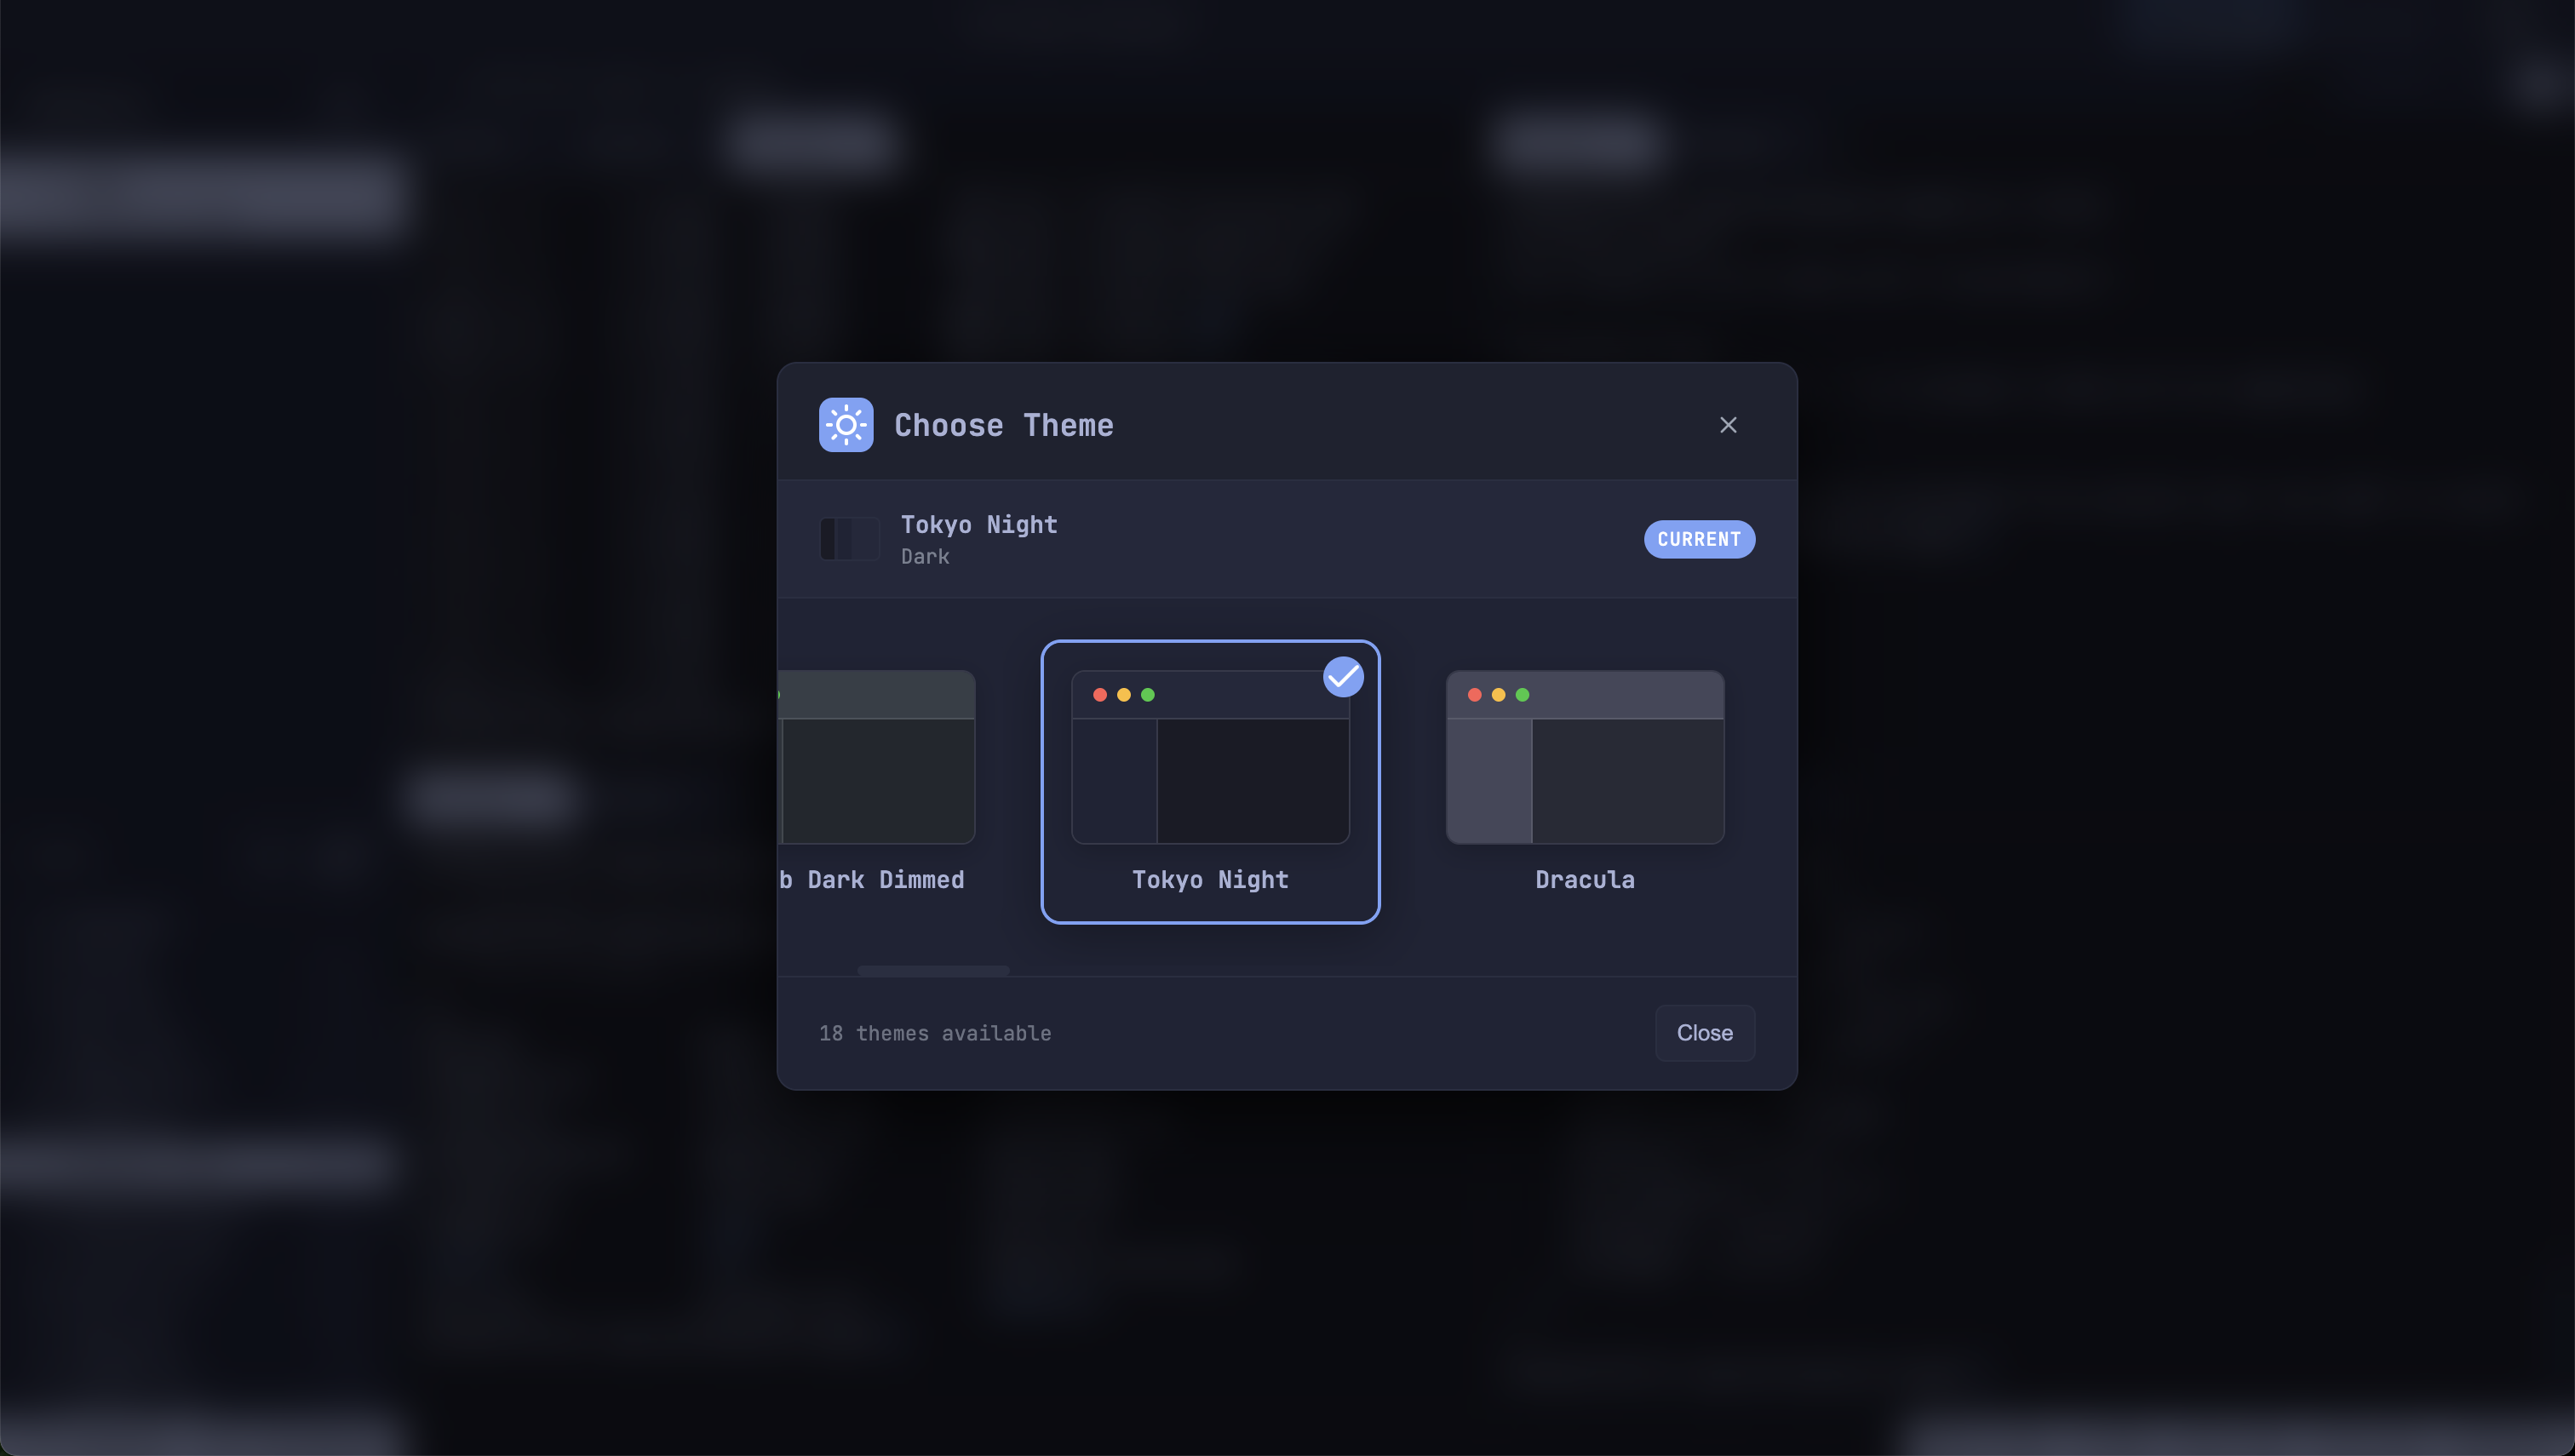 Choose Theme
Tokyo Night
Dark
CURRENT
b Dark Dimmed
Tokyo Night
Dracula
18 themes available
Close